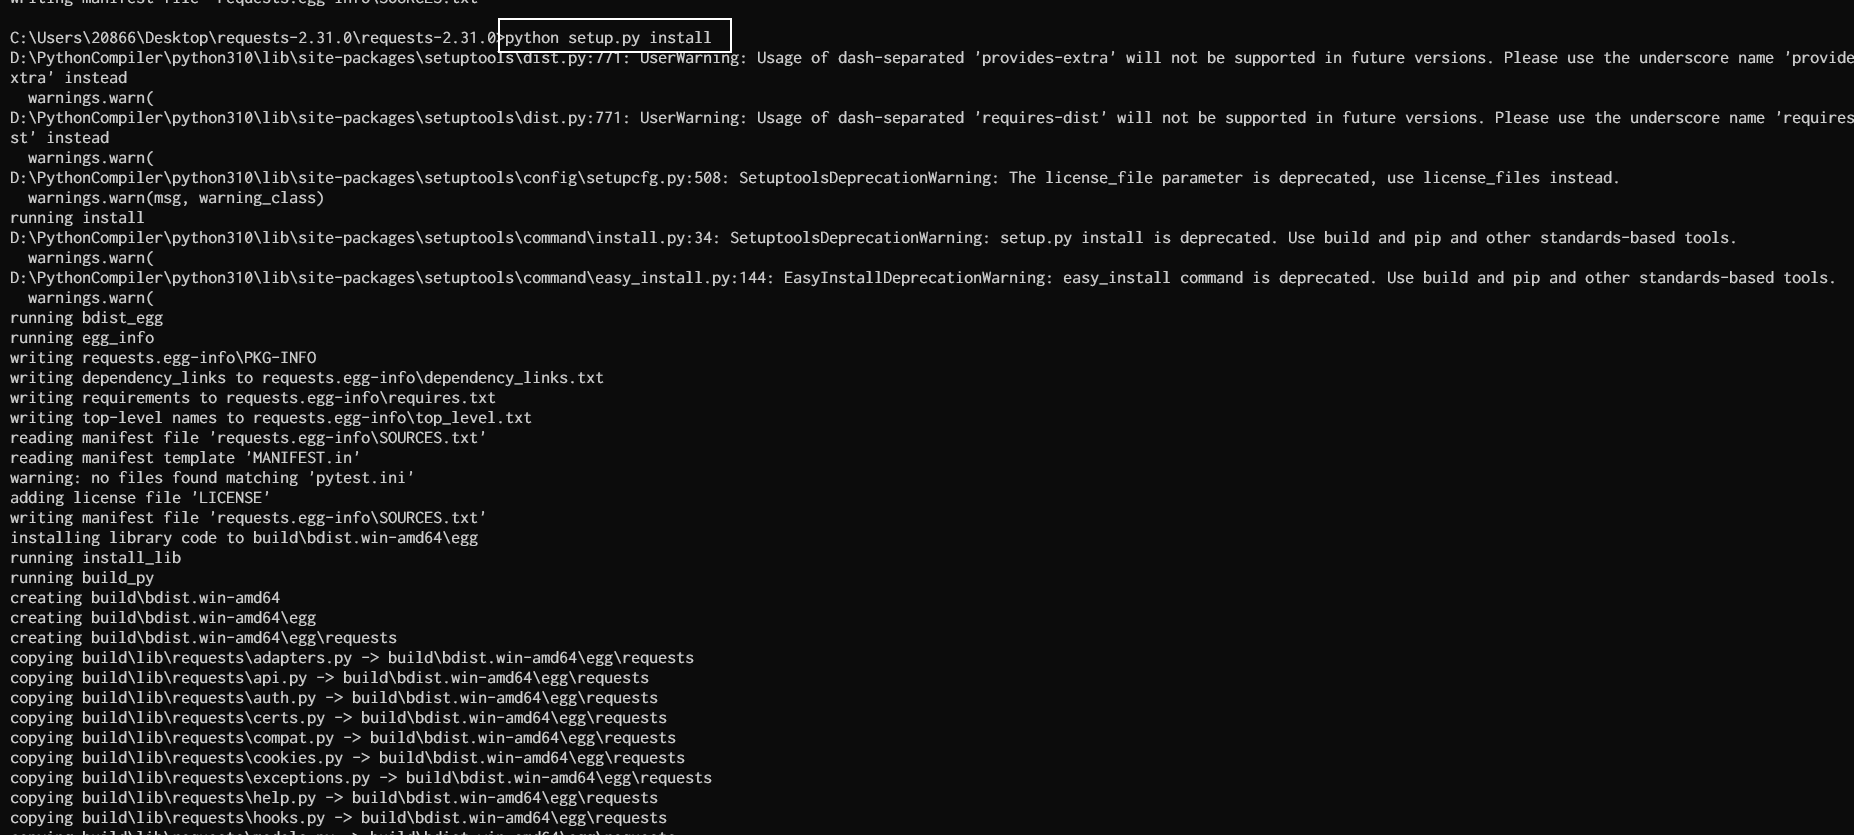 writing manifest file 'requests.egg-info\SOURCES.txt'
C:\Users\20866\Desktop\requests-2.31.0\requests-2.31.0>python setup.py install
D:\PythonCompiler\python310\lib\site-packages\setuptools\dist.py:771: UserWarning: Usage of dash-separated 'provides-extra' will not be supported in future versions. Please use the underscore name 'provide
xtra' instead
  warnings.warn(
D:\PythonCompiler\python310\lib\site-packages\setuptools\dist.py:771: UserWarning: Usage of dash-separated 'requires-dist' will not be supported in future versions. Please use the underscore name 'requires
st' instead
  warnings.warn(
D:\PythonCompiler\python310\lib\site-packages\setuptools\config\setupcfg.py:508: SetuptoolsDeprecationWarning: The license_file parameter is deprecated, use license_files instead.
  warnings.warn(msg, warning_class)
running install
D:\PythonCompiler\python310\lib\site-packages\setuptools\command\install.py:34: SetuptoolsDeprecationWarning: setup.py install is deprecated. Use build and pip and other standards-based tools.
  warnings.warn(
D:\PythonCompiler\python310\lib\site-packages\setuptools\command\easy_install.py:144: EasyInstallDeprecationWarning: easy_install command is deprecated. Use build and pip and other standards-based tools.
  warnings.warn(
running bdist_egg
running egg_info
writing requests.egg-info\PKG-INFO
writing dependency_links to requests.egg-info\dependency_links.txt
writing requirements to requests.egg-info\requires.txt
writing top-level names to requests.egg-info\top_level.txt
reading manifest file 'requests.egg-info\SOURCES.txt'
reading manifest template 'MANIFEST.in'
warning: no files found matching 'pytest.ini'
adding license file 'LICENSE'
writing manifest file 'requests.egg-info\SOURCES.txt'
installing library code to build\bdist.win-amd64\egg
running install_lib
running build_py
creating build\bdist.win-amd64
creating build\bdist.win-amd64\egg
creating build\bdist.win-amd64\egg\requests
copying build\lib\requests\adapters.py -> build\bdist.win-amd64\egg\requests
copying build\lib\requests\api.py -> build\bdist.win-amd64\egg\requests
copying build\lib\requests\auth.py -> build\bdist.win-amd64\egg\requests
copying build\lib\requests\certs.py -> build\bdist.win-amd64\egg\requests
copying build\lib\requests\compat.py -> build\bdist.win-amd64\egg\requests
copying build\lib\requests\cookies.py -> build\bdist.win-amd64\egg\requests
copying build\lib\requests\exceptions.py -> build\bdist.win-amd64\egg\requests
copying build\lib\requests\help.py -> build\bdist.win-amd64\egg\requests
copying build\lib\requests\hooks.py -> build\bdist.win-amd64\egg\requests